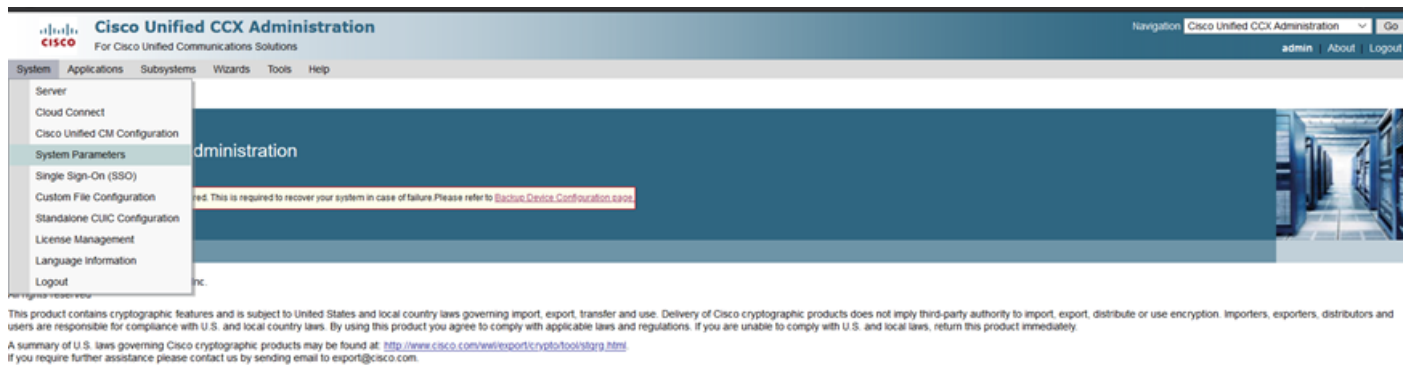 CISCO
Cisco Unified CCX Administration
For Cisco Unified Communications Solutions
Navigation Cisco Unified CCX Administration Go
admin | About | Logout
System Applications Subsystems Wizards Tools Help
Server
Cloud Connect
Cisco Unified CM Configuration
System Parameters
Single Sign-On (SSO)
Custom File Configuration
Standalone CUIC Configuration
License Management
Language Information
Logout
dministration
red. This is required to recover your system in case of failure.Please refer to Backup Device Configuration page.
nc.
All rights reserved
This product contains cryptographic features and is subject to United States and local country laws governing import, export, transfer and use. Delivery of Cisco cryptographic products does not imply third-party authority to import, export, distribute or use encryption. Importers, exporters, distributors and
users are responsible for compliance with U.S. and local country laws. By using this product you agree to comply with applicable laws and regulations. If you are unable to comply with U.S. and local laws, return this product immediately.
A summary of U.S. laws governing Cisco cryptographic products may be found at: http://www.cisco.com/wwl/export/crypto/tool/stqrg.html.
If you require further assistance please contact us by sending email to export@cisco.com.